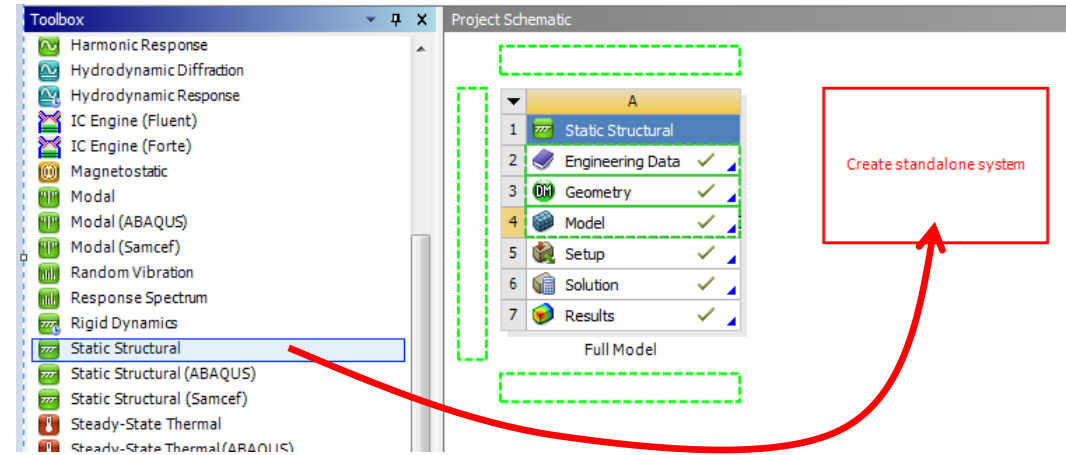 Toolbox
Harmonic Response
Hydrodynamic Diffraction
Hydrodynamic Response
IC Engine (Fluent)
IC Engine (Forte)
Magnetostatic
Modal
Modal (ABAQUS)
Modal (Samcef)
Random Vibration
Response Spectrum
Rigid Dynamics
Static Structural
Static Structural (ABAQUS)
Static Structural (Samcef)
Steady-State Thermal
Steady-State Thermal (ABAQUS)
Project Schematic
A
1 Static Structural
2 Engineering Data
3 DM Geometry
4 Model
5 Setup
6 Solution
7 Results
Full Model
Create standalone system